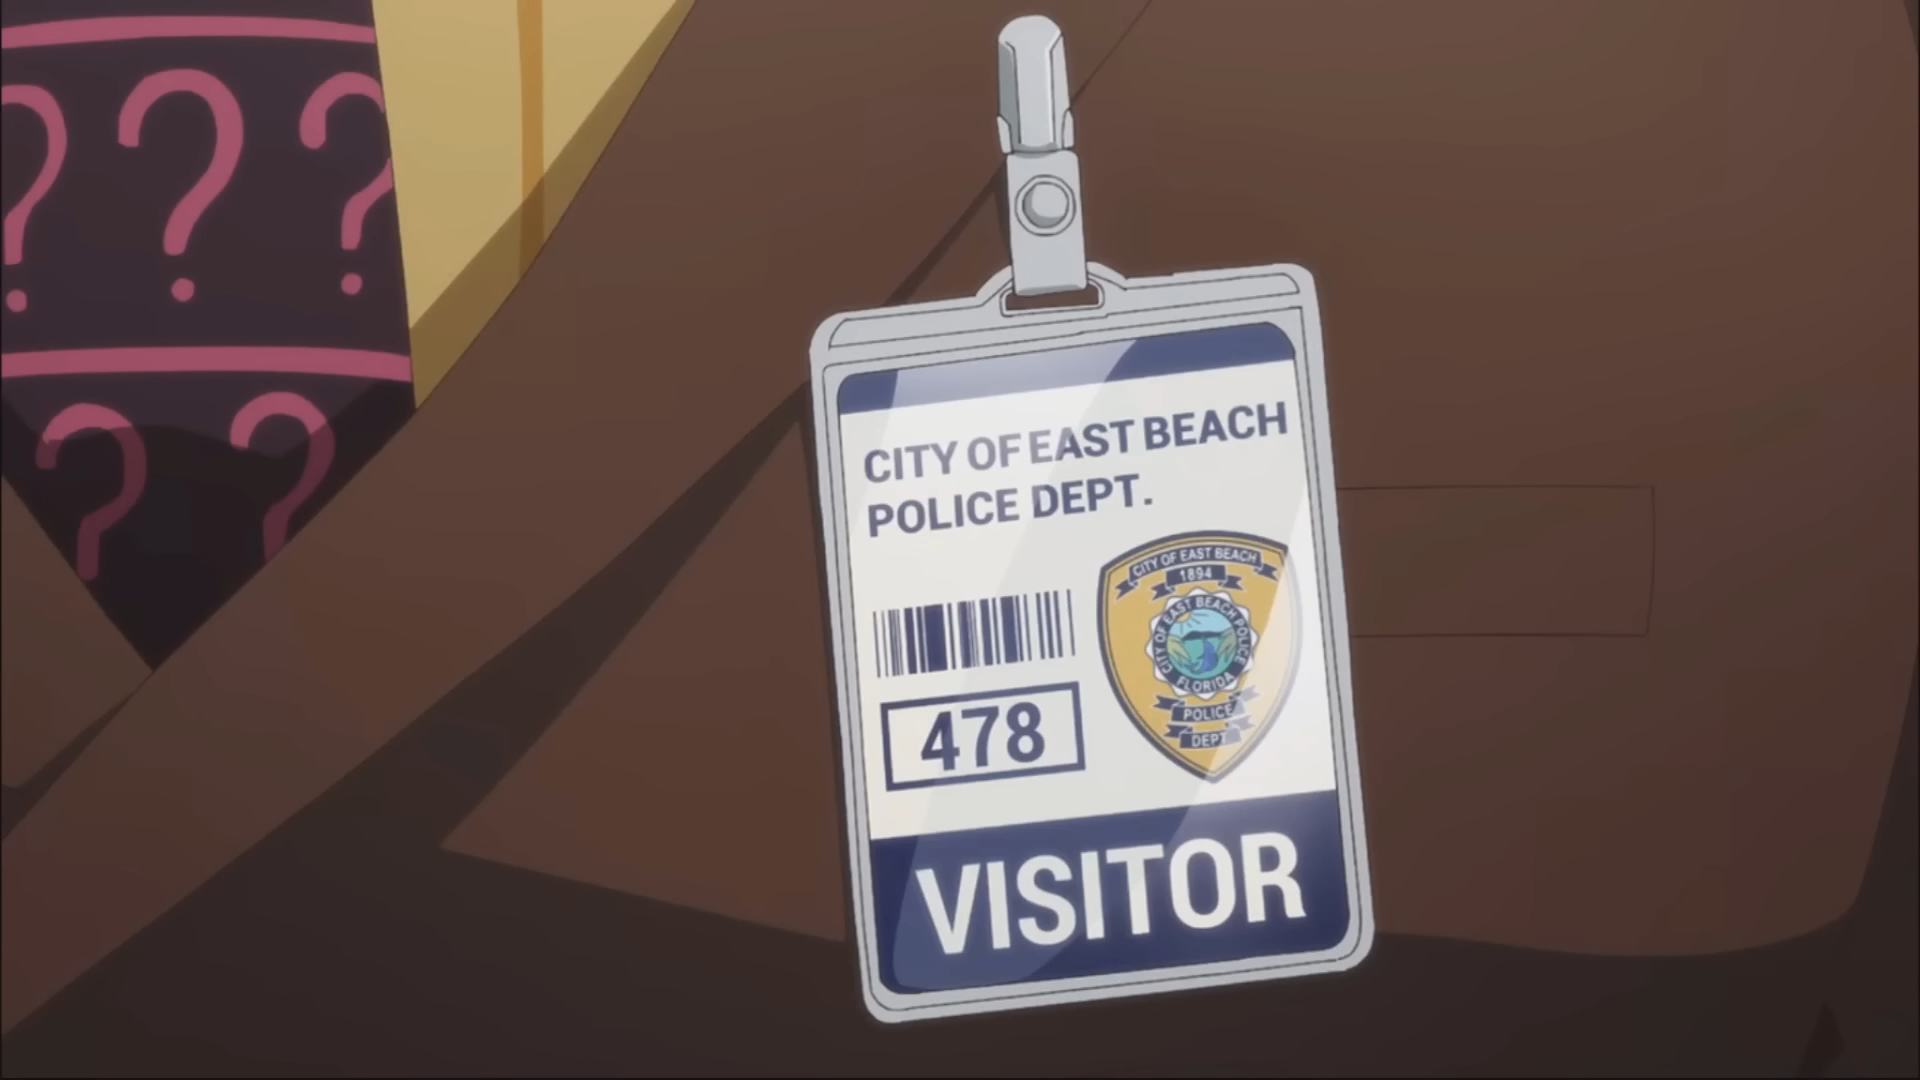 ? ? ?
? ?
CITY OF EAST BEACH
POLICE DEPT.
CITY OF EAST BEACH
1894
CITY OF EAST BEACH POLICE
FLORIDA
POLICE
DEPT
478
VISITOR